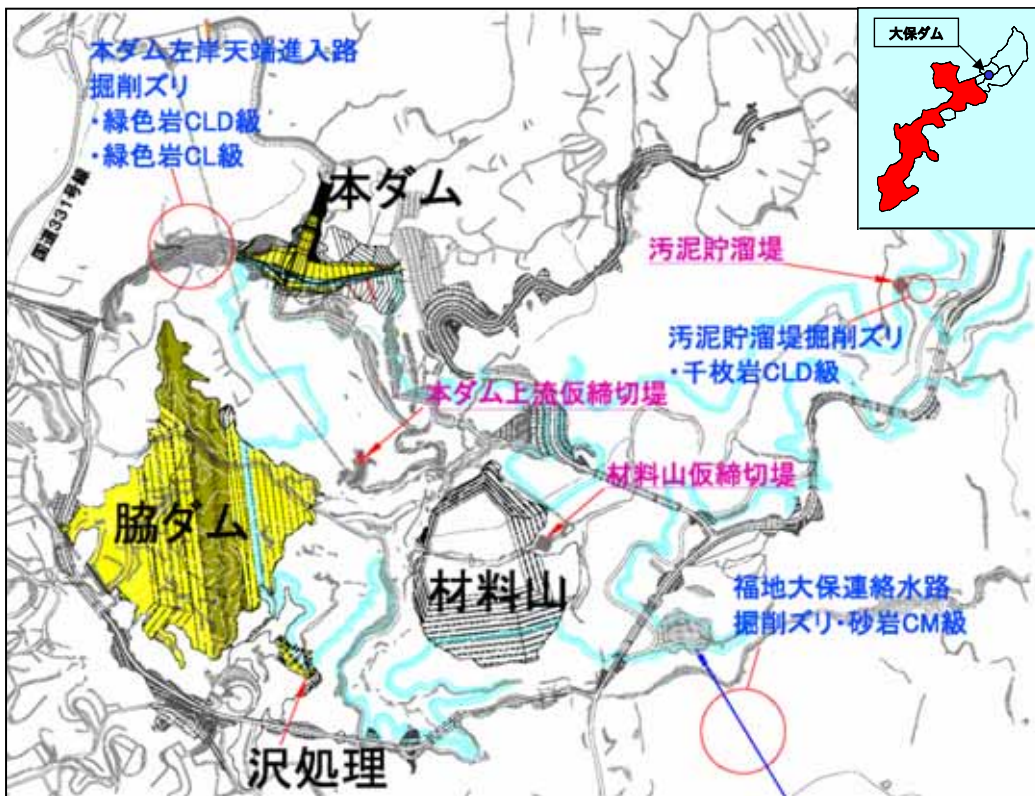 本ダム左岸天端進入路
掘削ズリ
・緑色岩CLD級
・緑色岩CL級
大保ダム
国道331号線
本ダム
汚泥貯溜堤
汚泥貯溜堤掘削ズリ
・千枚岩CLD級
本ダム上流仮締切堤
材料山仮締切堤
脇ダム
材料山
福地大保連絡水路
掘削ズリ・砂岩CM級
沢処理